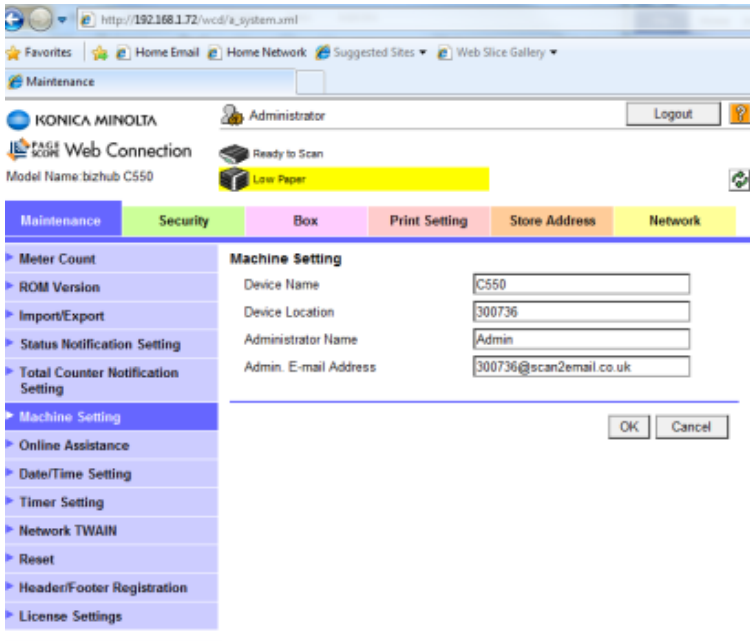 http://192.168.1.72/wcd/a_system.xml
Favorites Home Email Home Network Suggested Sites Web Slice Gallery
Maintenance
KONICA MINOLTA Administrator Logout ?
PAGE SCOPE Web Connection Ready to Scan
Model Name:bizhub C550 Low Paper
Maintenance Security Box Print Setting Store Address Network
Meter Count
ROM Version
Import/Export
Status Notification Setting
Total Counter Notification
Setting
Machine Setting
Online Assistance
Date/Time Setting
Timer Setting
Network TWAIN
Reset
Header/Footer Registration
License Settings
Machine Setting
Device Name C550
Device Location 300736
Administrator Name Admin
Admin. E-mail Address 300736@scan2email.co.uk
OK Cancel